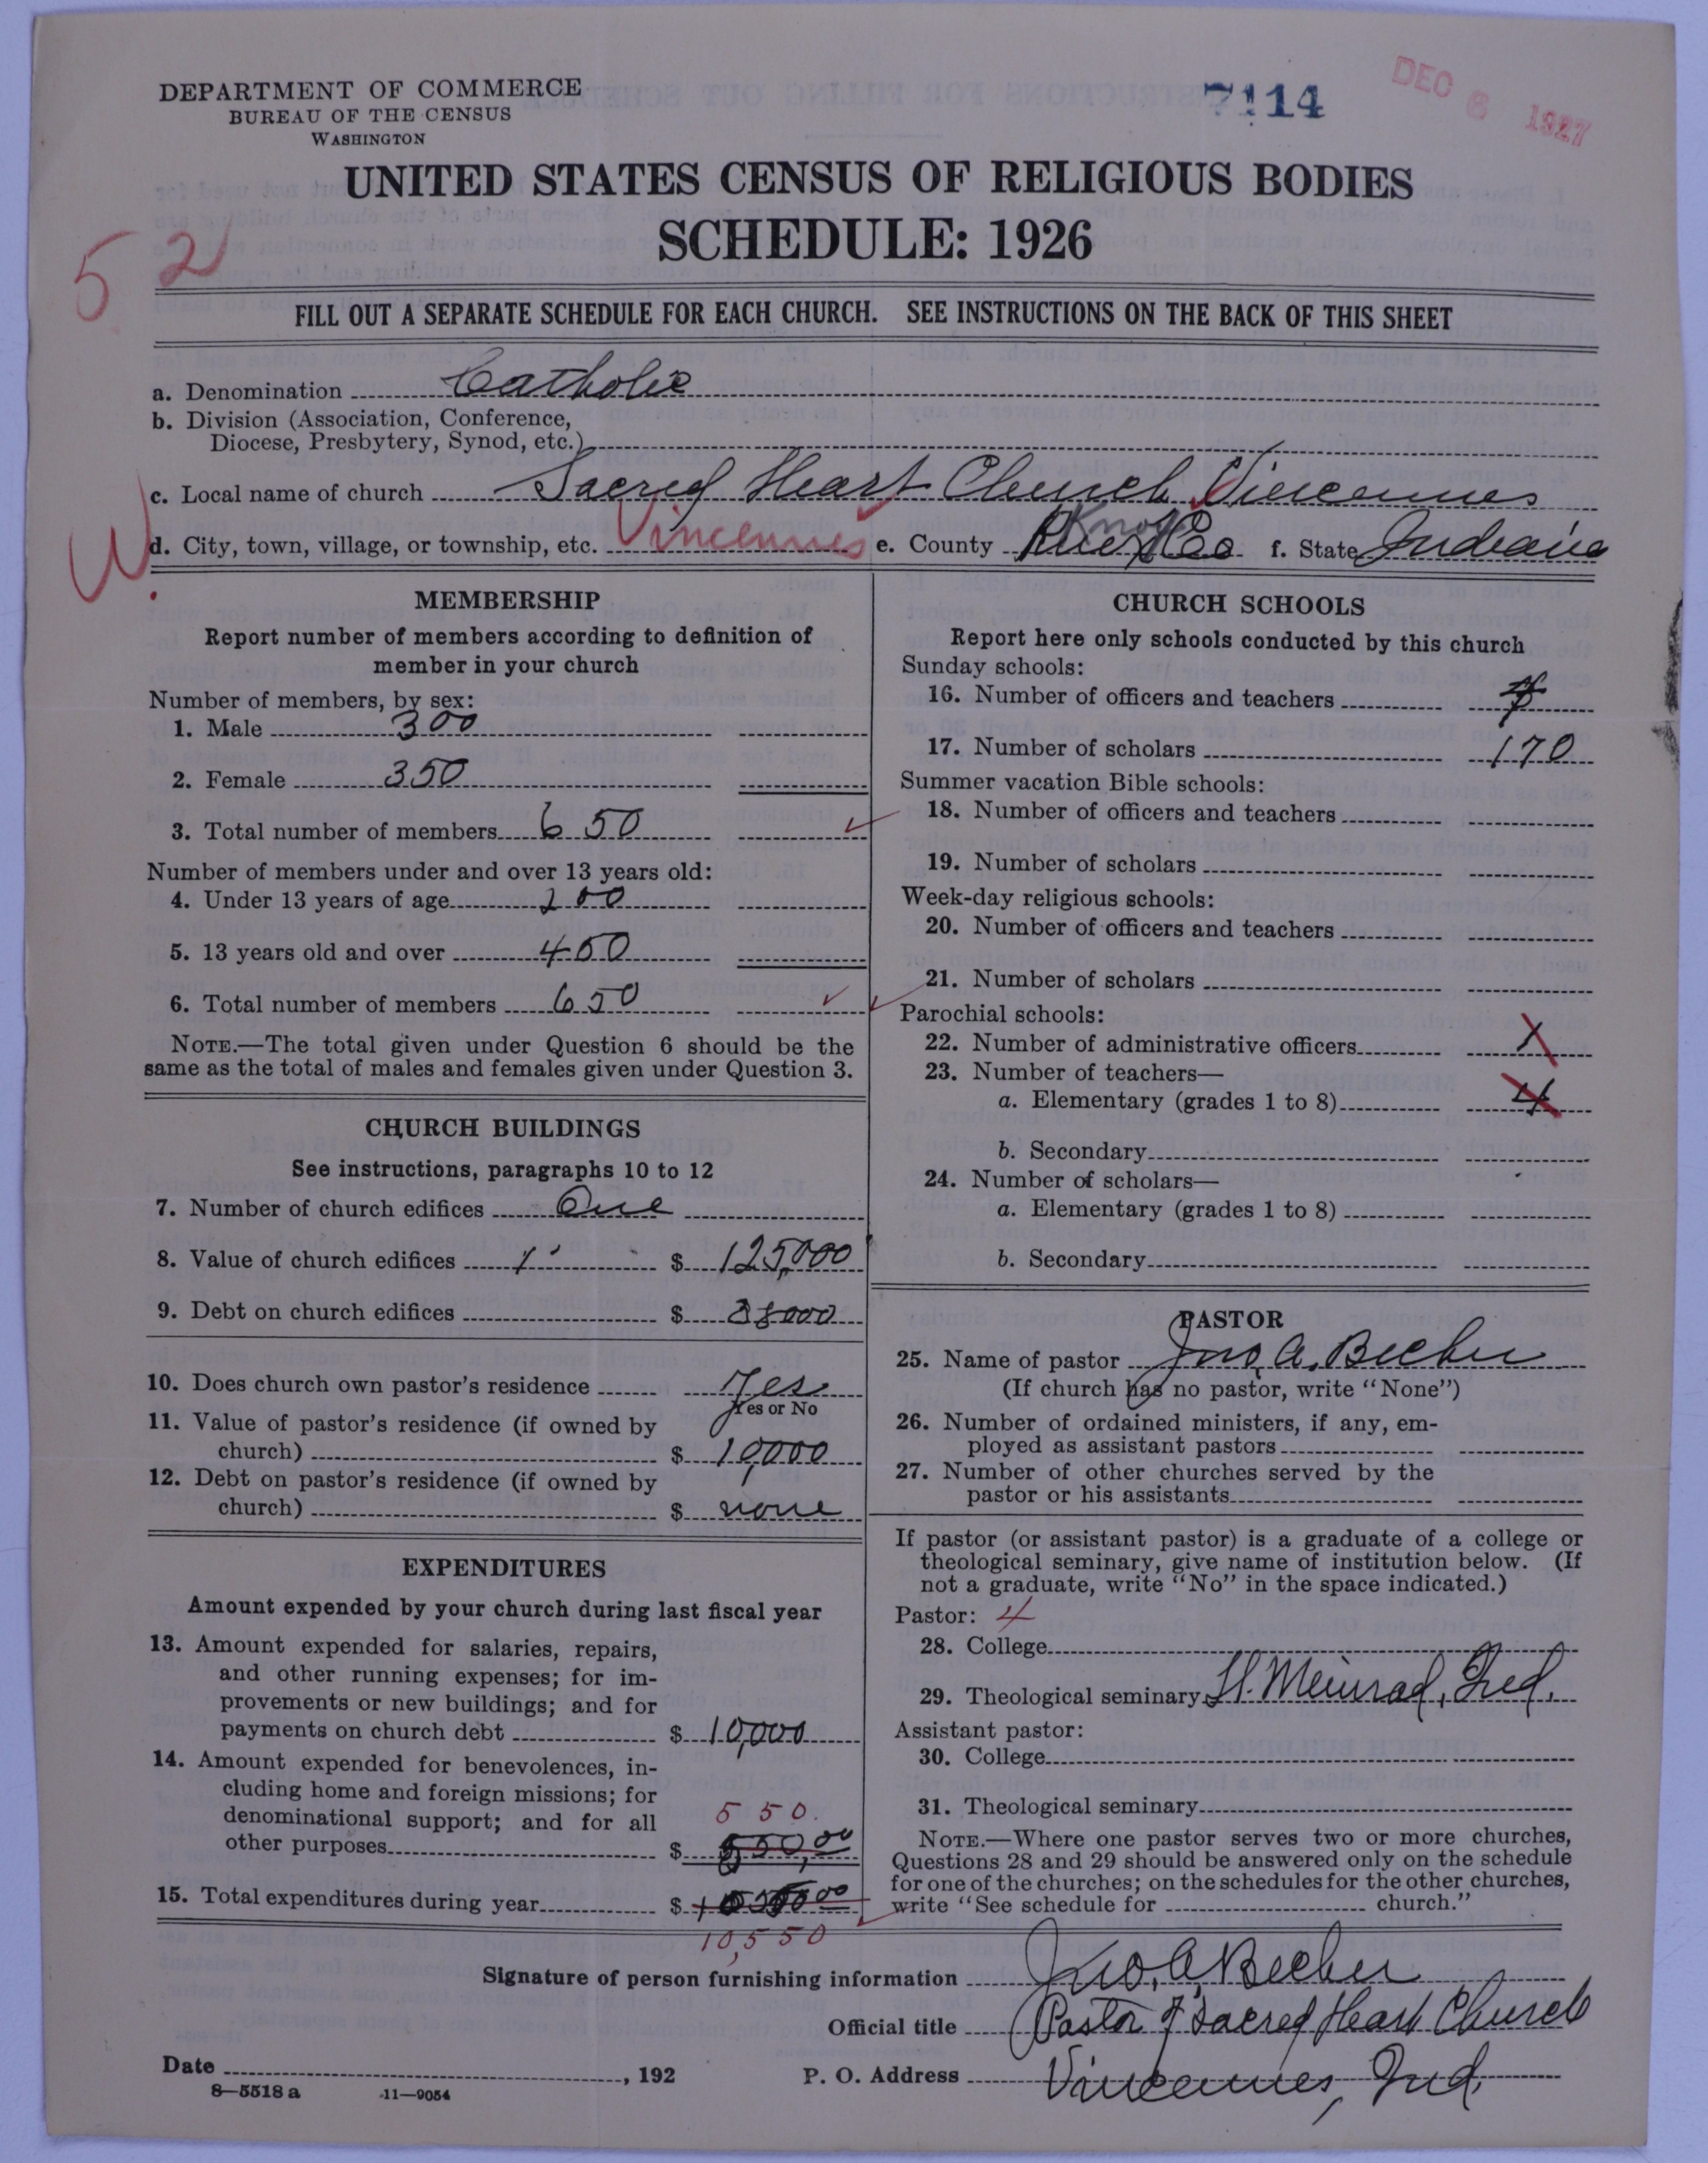 DEPARTMENT OF COMMERCE
BUREAU OF THE CENSUS
WASHINGTON
7114
DEC 8 1927
UNITED STATES CENSUS OF RELIGIOUS BODIES
SCHEDULE: 1926
52
FILL OUT A SEPARATE SCHEDULE FOR EACH CHURCH. SEE INSTRUCTIONS ON THE BACK OF THIS SHEET
a. Denomination Catholic
b. Division (Association, Conference,
Diocese, Presbytery, Synod, etc.)
c. Local name of church Sacred Heart Church Vincennes
W.
d. City, town, village, or township, etc. Vincennes e. County Knox Co f. State Indiana
MEMBERSHIP
Report number of members according to definition of
member in your church
Number of members, by sex:
1. Male 300
2. Female 350
3. Total number of members 650
Number of members under and over 13 years old:
4. Under 13 years of age 200
5. 13 years old and over 450
6. Total number of members 650
NOTE.—The total given under Question 6 should be the
same as the total of males and females given under Question 3.
CHURCH BUILDINGS
See instructions, paragraphs 10 to 12
7. Number of church edifices One
8. Value of church edifices $ 125,000
9. Debt on church edifices $
10. Does church own pastor's residence Yes
Yes or No
11. Value of pastor's residence (if owned by
church) $ 10,000
12. Debt on pastor's residence (if owned by
church) $ none
EXPENDITURES
Amount expended by your church during last fiscal year
13. Amount expended for salaries, repairs,
and other running expenses; for im-
provements or new buildings; and for
payments on church debt $ 10,000
14. Amount expended for benevolences, in-
cluding home and foreign missions; for
denominational support; and for all
550.
other purposes $ 550,00
15. Total expenditures during year $
10,550
CHURCH SCHOOLS
Report here only schools conducted by this church
Sunday schools:
16. Number of officers and teachers
17. Number of scholars 170
Summer vacation Bible schools:
18. Number of officers and teachers
19. Number of scholars
Week-day religious schools:
20. Number of officers and teachers
21. Number of scholars
Parochial schools:
22. Number of administrative officers
23. Number of teachers—
a. Elementary (grades 1 to 8) 4
b. Secondary
24. Number of scholars—
a. Elementary (grades 1 to 8)
b. Secondary
PASTOR
25. Name of pastor Jno. A. Becher
(If church has no pastor, write "None")
26. Number of ordained ministers, if any, em-
ployed as assistant pastors
27. Number of other churches served by the
pastor or his assistants
If pastor (or assistant pastor) is a graduate of a college or
theological seminary, give name of institution below. (If
not a graduate, write "No" in the space indicated.)
Pastor: 4
28. College
29. Theological seminary St. Meinrad, Ind.
Assistant pastor:
30. College
31. Theological seminary
NOTE.—Where one pastor serves two or more churches,
Questions 28 and 29 should be answered only on the schedule
for one of the churches; on the schedules for the other churches,
write "See schedule for church."
Signature of person furnishing information Jno. A. Becher
Official title Pastor of Sacred Heart Church
Date , 192 P. O. Address Vincennes, Ind.
8—5518 a 11—9054